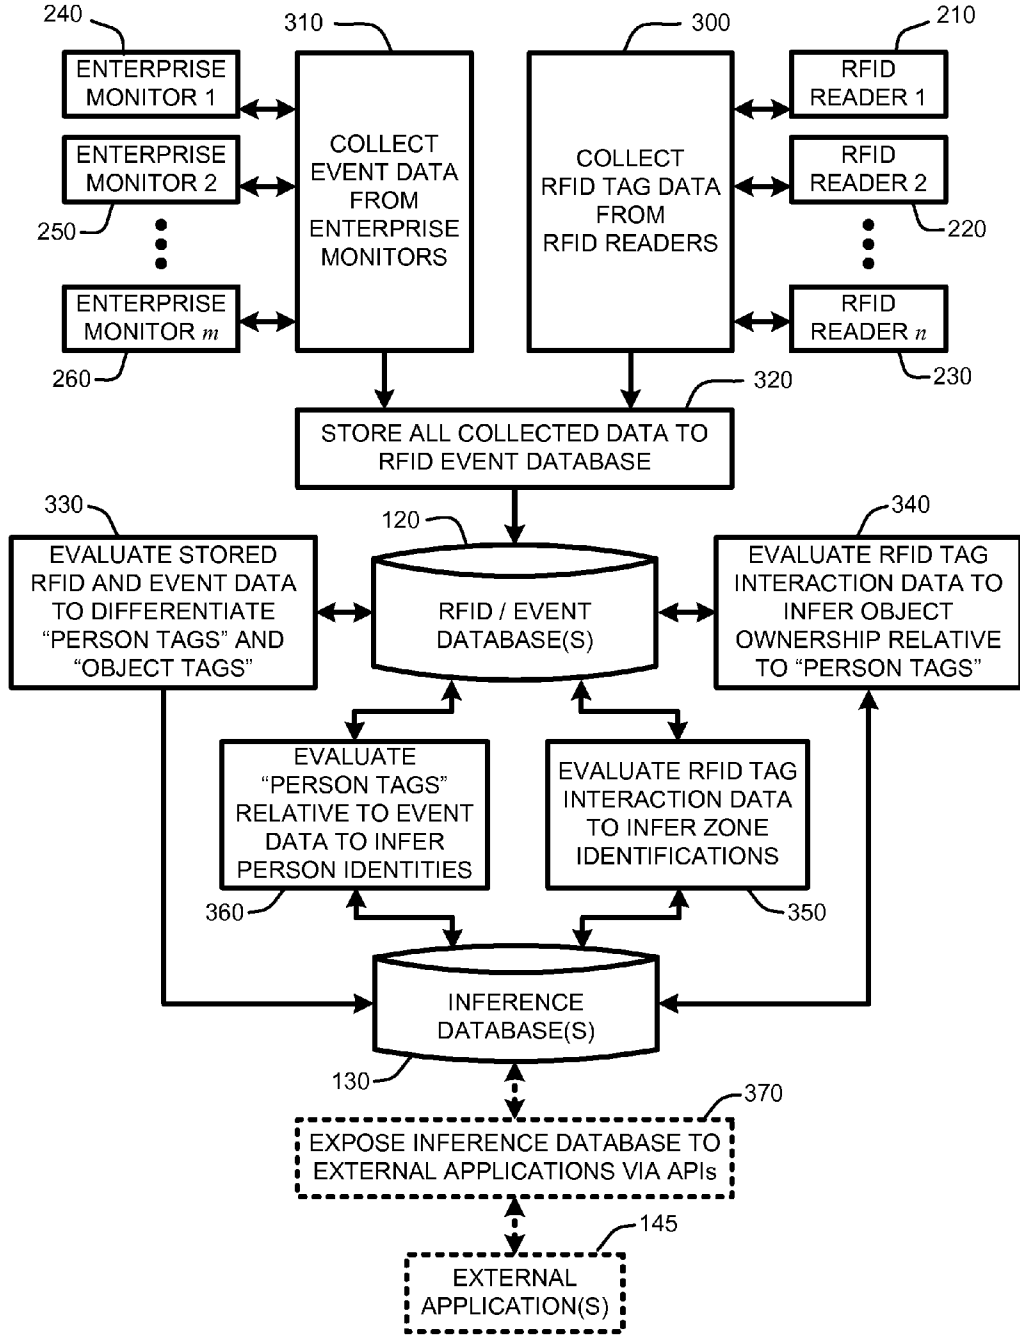 240
310
300
210
ENTERPRISE
MONITOR 1
RFID
READER 1
COLLECT
EVENT DATA
FROM
ENTERPRISE
MONITORS
COLLECT
RFID TAG DATA
FROM
RFID READERS
ENTERPRISE
MONITOR 2
RFID
READER 2
250
220
ENTERPRISE
MONITOR m
RFID
READER n
260
230
320
STORE ALL COLLECTED DATA TO
RFID EVENT DATABASE
330
120
340
EVALUATE STORED
RFID AND EVENT DATA
TO DIFFERENTIATE
“PERSON TAGS” AND
“OBJECT TAGS”
RFID / EVENT
DATABASE(S)
EVALUATE RFID TAG
INTERACTION DATA TO
INFER OBJECT
OWNERSHIP RELATIVE
TO “PERSON TAGS”
EVALUATE
“PERSON TAGS”
RELATIVE TO EVENT
DATA TO INFER
PERSON IDENTITIES
EVALUATE RFID TAG
INTERACTION DATA
TO INFER ZONE
IDENTIFICATIONS
360
350
INFERENCE
DATABASE(S)
130
370
EXPOSE INFERENCE DATABASE TO
EXTERNAL APPLICATIONS VIA APIs
145
EXTERNAL
APPLICATION(S)